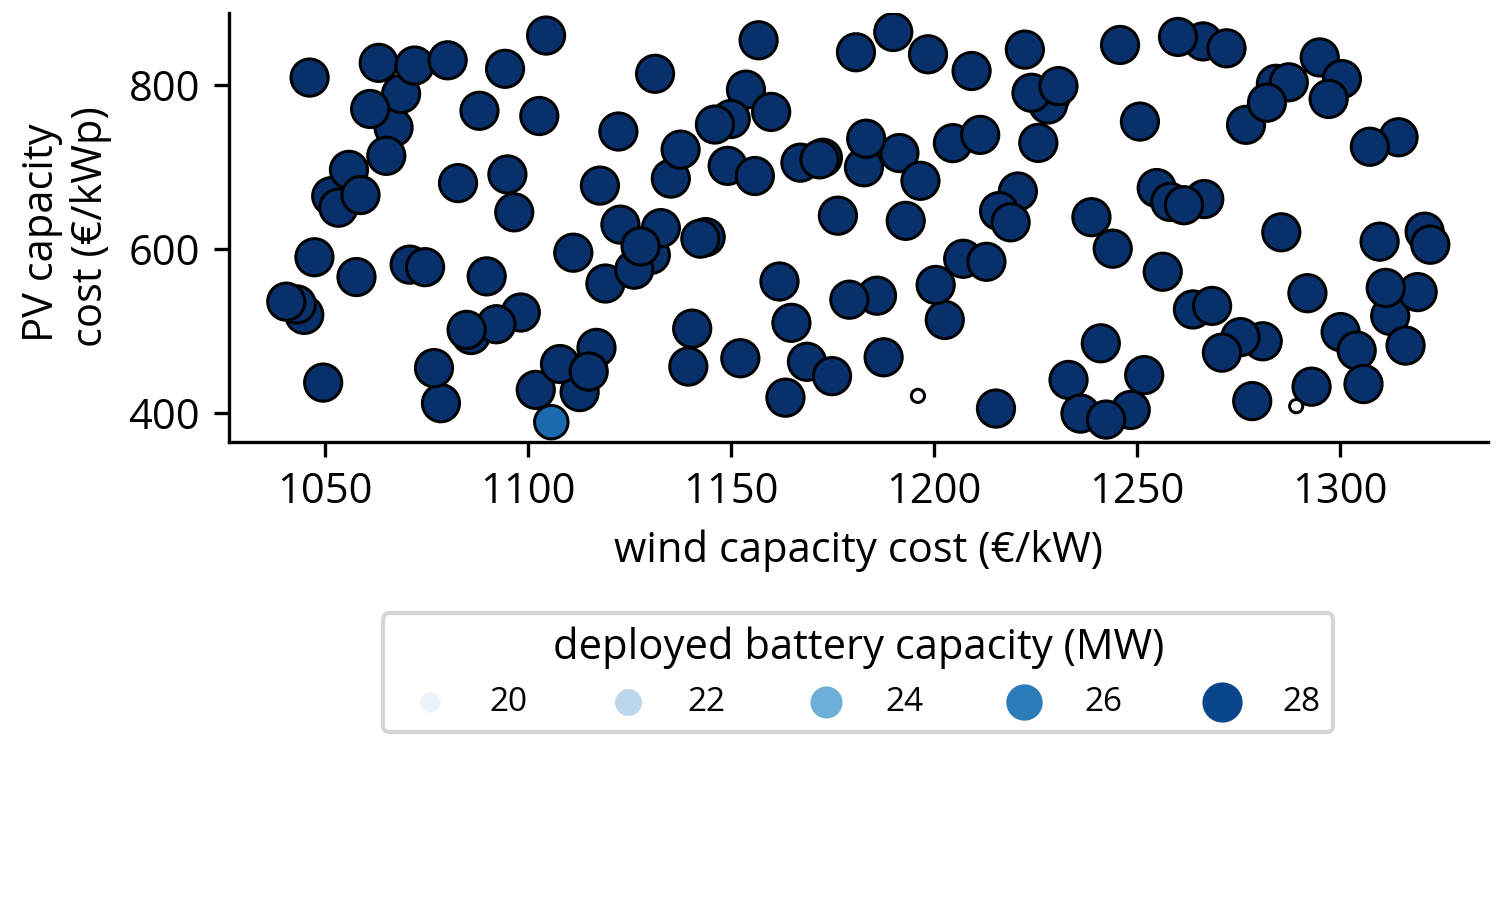 PV capacity
cost (€/kWp)
800
600
400
1050 1100 1150 1200 1250 1300
wind capacity cost (€/kW)
deployed battery capacity (MW)
20 22 24 26 28